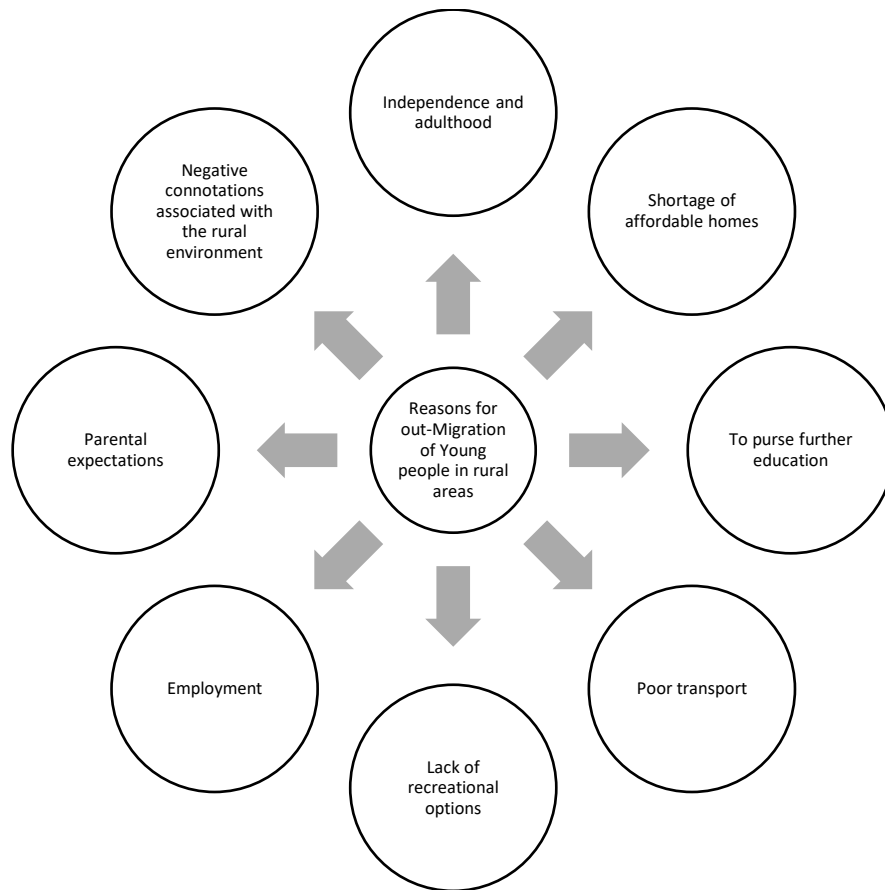 Independence and
adulthood
Shortage of
affordable homes
To purse further
education
Poor transport
Lack of
recreational
options
Employment
Parental
expectations
Negative
connotations
associated with
the rural
environment
Reasons for
out-Migration
of Young
people in rural
areas